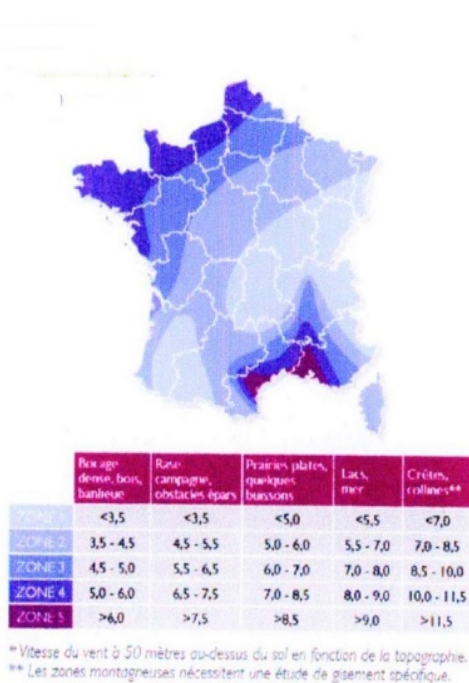 Bocage dense, bois, banlieue
Rase campagne, obstacles épars
Prairies plates, quelques buissons
Lacs, mer
Crêtes, collines**
ZONE 1 <3,5 <3,5 <5,0 <5,5 <7,0
ZONE 2 3,5 - 4,5 4,5 - 5,5 5,0 - 6,0 5,5 - 7,0 7,0 - 8,5
ZONE 3 4,5 - 5,0 5,5 - 6,5 6,0 - 7,0 7,0 - 8,0 8,5 - 10,0
ZONE 4 5,0 - 6,0 6,5 - 7,5 7,0 - 8,5 8,0 - 9,0 10,0 - 11,5
ZONE 5 >6,0 >7,5 >8,5 >9,0 >11,5
* Vitesse du vent à 50 mètres au-dessus du sol en fonction de la topographie.
** Les zones montagneuses nécessitent une étude de gisement spécifique.